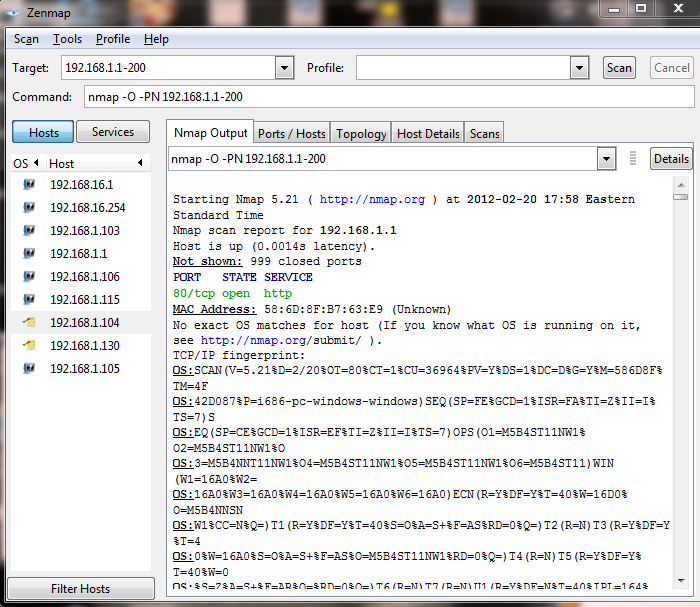 Zenmap
Scan Tools Profile Help
Target: 192.168.1.1-200 Profile: Scan Cancel
Command: nmap -O -PN 192.168.1.1-200
Hosts Services
OS Host
192.168.16.1
192.168.16.254
192.168.1.103
192.168.1.1
192.168.1.106
192.168.1.115
192.168.1.104
192.168.1.130
192.168.1.105
Filter Hosts
Nmap Output Ports / Hosts Topology Host Details Scans
nmap -O -PN 192.168.1.1-200 Details
Starting Nmap 5.21 ( http://nmap.org ) at 2012-02-20 17:58 Eastern
Standard Time
Nmap scan report for 192.168.1.1
Host is up (0.0014s latency).
Not shown: 999 closed ports
PORT STATE SERVICE
80/tcp open http
MAC Address: 58:6D:8F:B7:63:E9 (Unknown)
No exact OS matches for host (If you know what OS is running on it,
see http://nmap.org/submit/ ).
TCP/IP fingerprint:
OS:SCAN(V=5.21%D=2/20%OT=80%CT=1%CU=36964%PV=Y%DS=1%DC=D%G=Y%M=586D8F%
TM=4F
OS:42D087%P=i686-pc-windows-windows)SEQ(SP=FE%GCD=1%ISR=FA%TI=Z%II=I%
TS=7)S
OS:EQ(SP=CE%GCD=1%ISR=EF%TI=Z%II=I%TS=7)OPS(O1=M5B4ST11NW1%
O2=M5B4ST11NW1%O
OS:3=M5B4NNT11NW1%O4=M5B4ST11NW1%O5=M5B4ST11NW1%O6=M5B4ST11)WIN
(W1=16A0%W2=
OS:16A0%W3=16A0%W4=16A0%W5=16A0%W6=16A0)ECN(R=Y%DF=Y%T=40%W=16D0%
O=M5B4NNSN
OS:W1%CC=N%Q=)T1(R=Y%DF=Y%T=40%S=O%A=S+%F=AS%RD=0%Q=)T2(R=N)T3(R=Y%DF=Y
%T=4
OS:0%W=16A0%S=O%A=S+%F=AS%O=M5B4ST11NW1%RD=0%Q=)T4(R=N)T5(R=Y%DF=Y%
T=40%W=0
OS:%S=Z%A=S+%F=AR%O=%RD=0%Q=)T6(R=N)T7(R=N)U1(R=Y%DF=N%T=40%IPL=164%